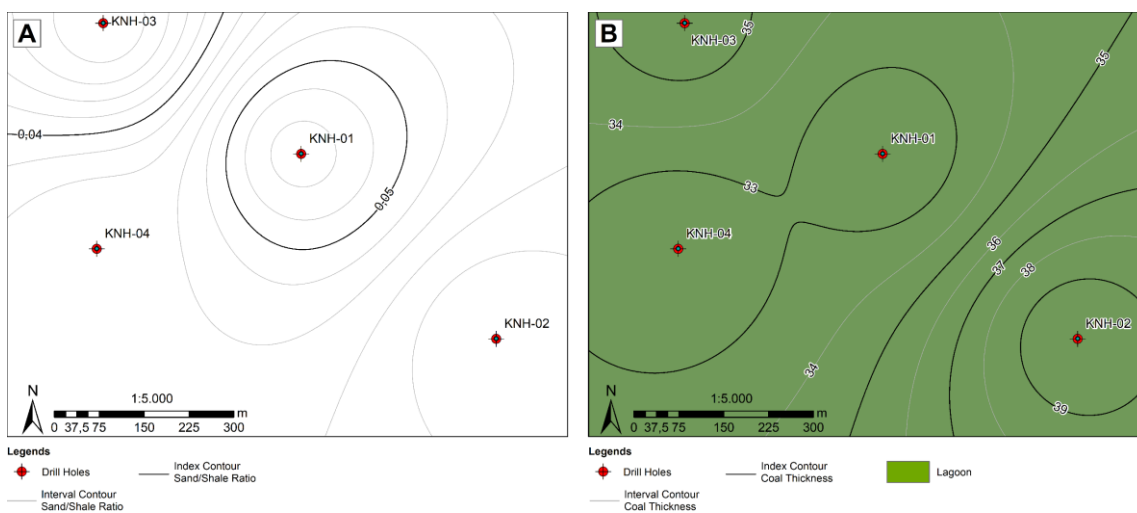 A
KNH-03
0,04
KNH-01
0,05
KNH-04
KNH-02
N
1:5.000
0 37,5 75 150 225 300 m
Legends
Drill Holes
Index Contour
Sand/Shale Ratio
Interval Contour
Sand/Shale Ratio
B
35
KNH-03
35
34
KNH-01
33
KNH-04
36
37
38
KNH-02
34
39
N
1:5.000
0 37,5 75 150 225 300 m
Legends
Drill Holes
Index Contour
Coal Thickness
Lagoon
Interval Contour
Coal Thickness